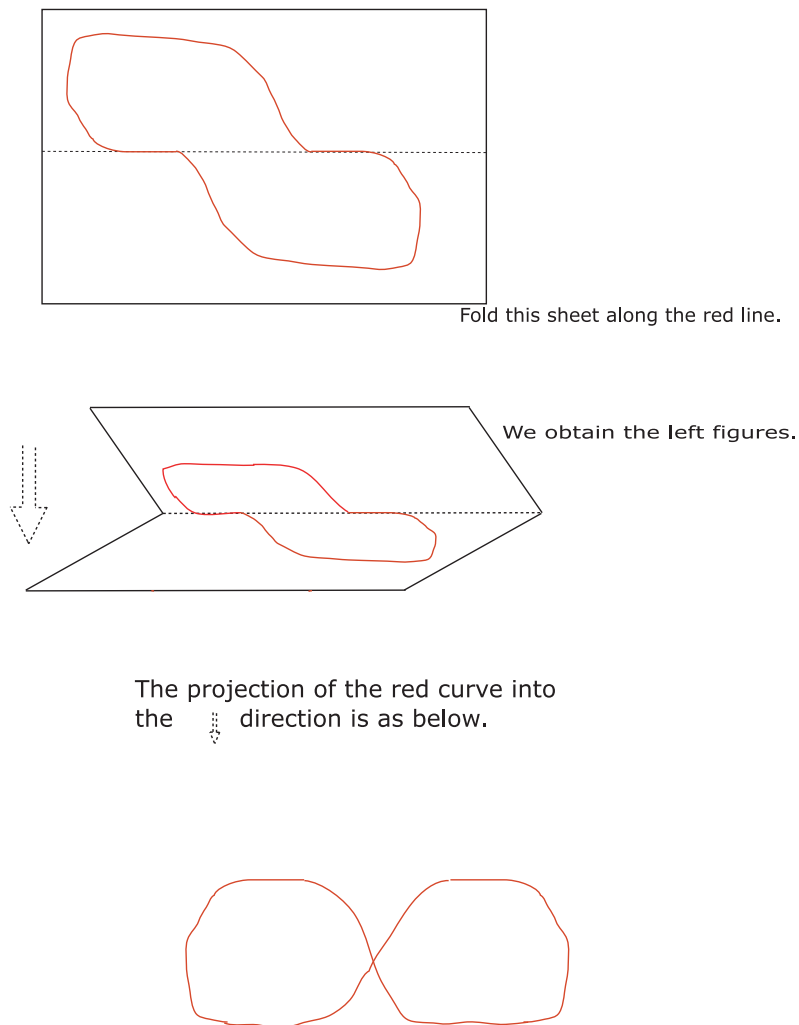 Fold this sheet along the red line.
We obtain the left figures.
The projection of the red curve into
the direction is as below.